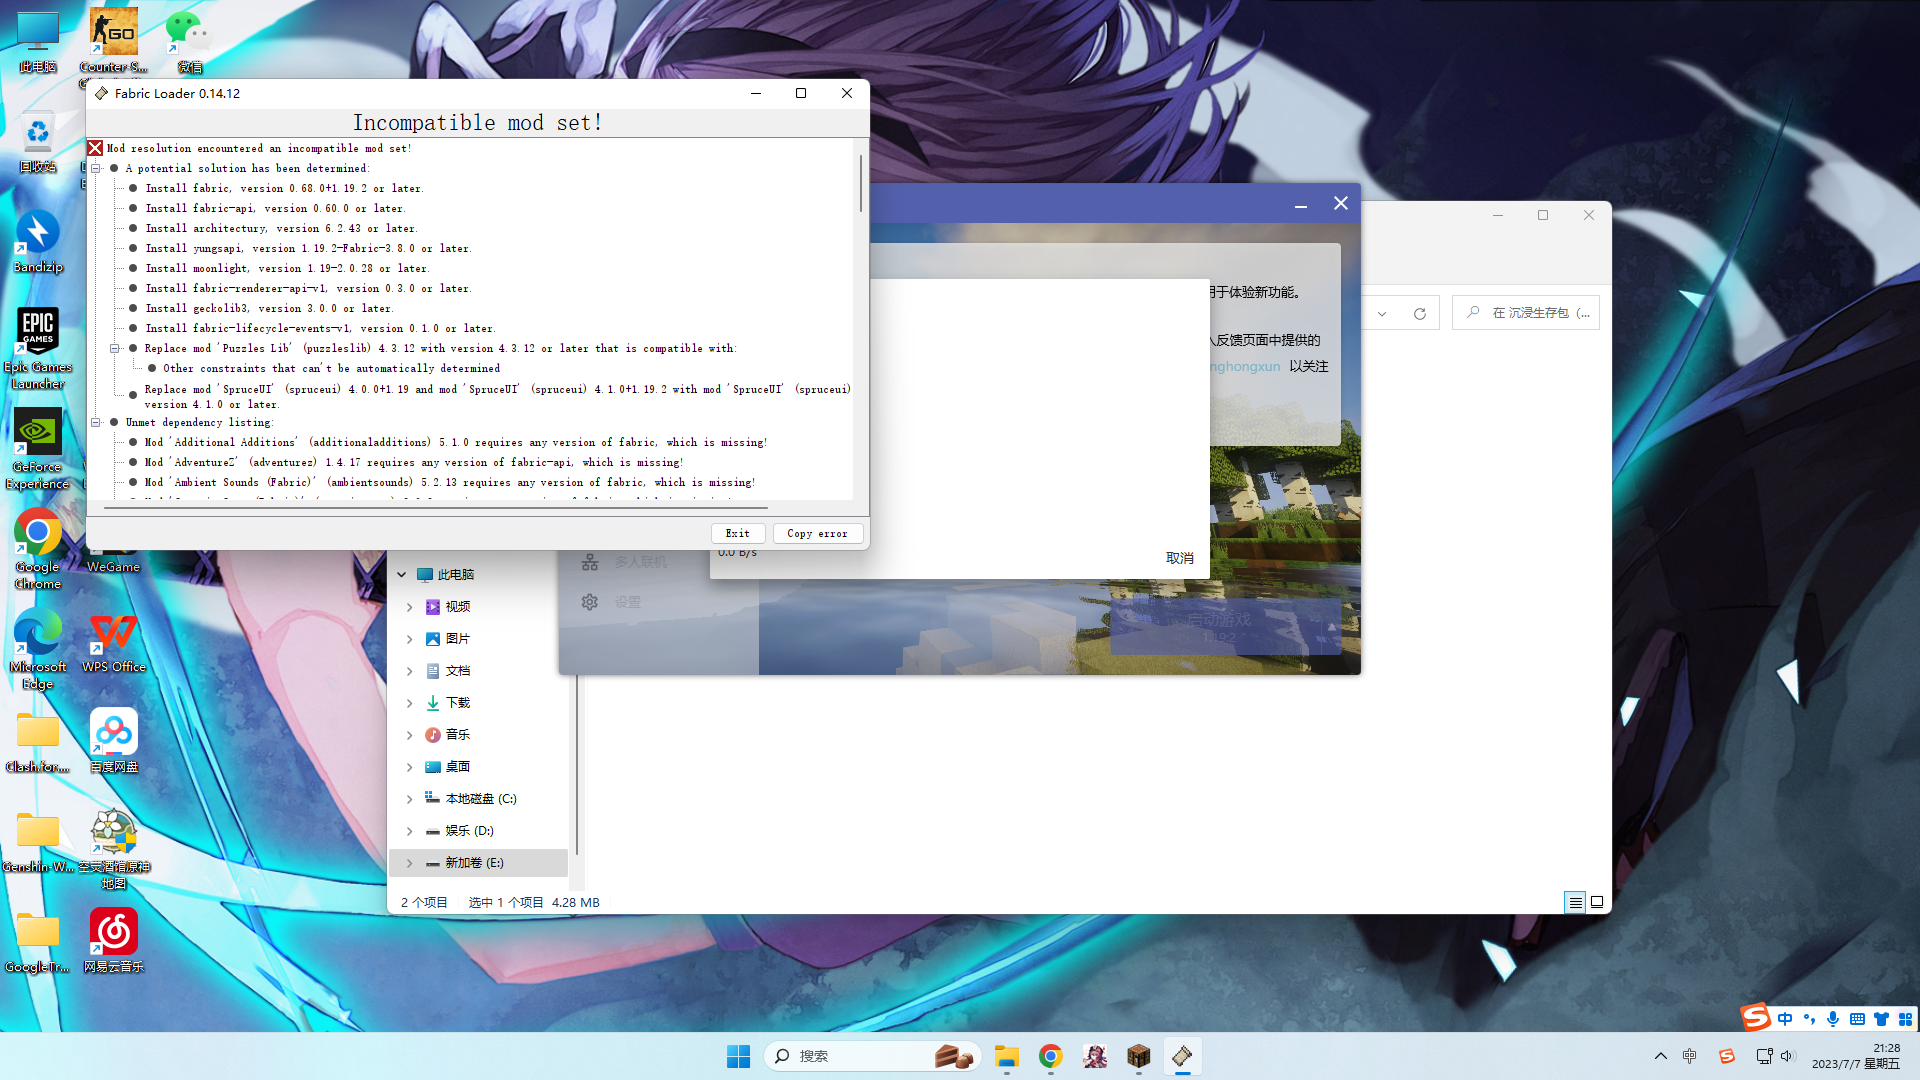 此电脑
Counter-S...
微信
回收站
Bandizip
Epic Games
Launcher
GeForce
Experience
Google
Chrome
WeGame
Microsoft
Edge
WPS Office
Clash.for....
百度网盘
Genshin-W...
空荧酒馆原神
地图
GoogleTr...
网易云音乐
Fabric Loader 0.14.12
Incompatible mod set!
Mod resolution encountered an incompatible mod set!
A potential solution has been determined:
Install fabric, version 0.68.0+1.19.2 or later.
Install fabric-api, version 0.60.0 or later.
Install architectury, version 6.2.43 or later.
Install yungsapi, version 1.19.2-Fabric-3.8.0 or later.
Install moonlight, version 1.19-2.0.28 or later.
Install fabric-renderer-api-v1, version 0.3.0 or later.
Install geckolib3, version 3.0.0 or later.
Install fabric-lifecycle-events-v1, version 0.1.0 or later.
Replace mod 'Puzzles Lib' (puzzleslib) 4.3.12 with version 4.3.12 or later that is compatible with:
Other constraints that can't be automatically determined
Replace mod 'SpruceUI' (spruceui) 4.0.0+1.19 and mod 'SpruceUI' (spruceui) 4.1.0+1.19.2 with mod 'SpruceUI' (spruceui)
version 4.1.0 or later.
Unmet dependency listing:
Mod 'Additional Additions' (additionaladditions) 5.1.0 requires any version of fabric, which is missing!
Mod 'AdventureZ' (adventurez) 1.4.17 requires any version of fabric-api, which is missing!
Mod 'Ambient Sounds (Fabric)' (ambientsounds) 5.2.13 requires any version of fabric, which is missing!
Exit
Copy error
用于体验新功能。
反馈页面中提供的
nghongxun 以关注
0.0 B/s
取消
多人联机
设置
启动游戏
1.19.2
在 沉浸生存包 (...
此电脑
视频
图片
文档
下载
音乐
桌面
本地磁盘 (C:)
娱乐 (D:)
新加卷 (E:)
2 个项目
选中 1 个项目 4.28 MB
EPIC
GAMES
GO
中
搜索
中
21:28
2023/7/7 星期五